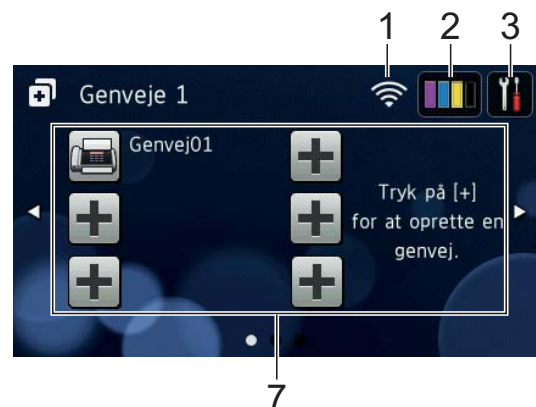 1 2 3
Genveje 1
Genvej01
Tryk på [+]
for at oprette en
genvej.
7